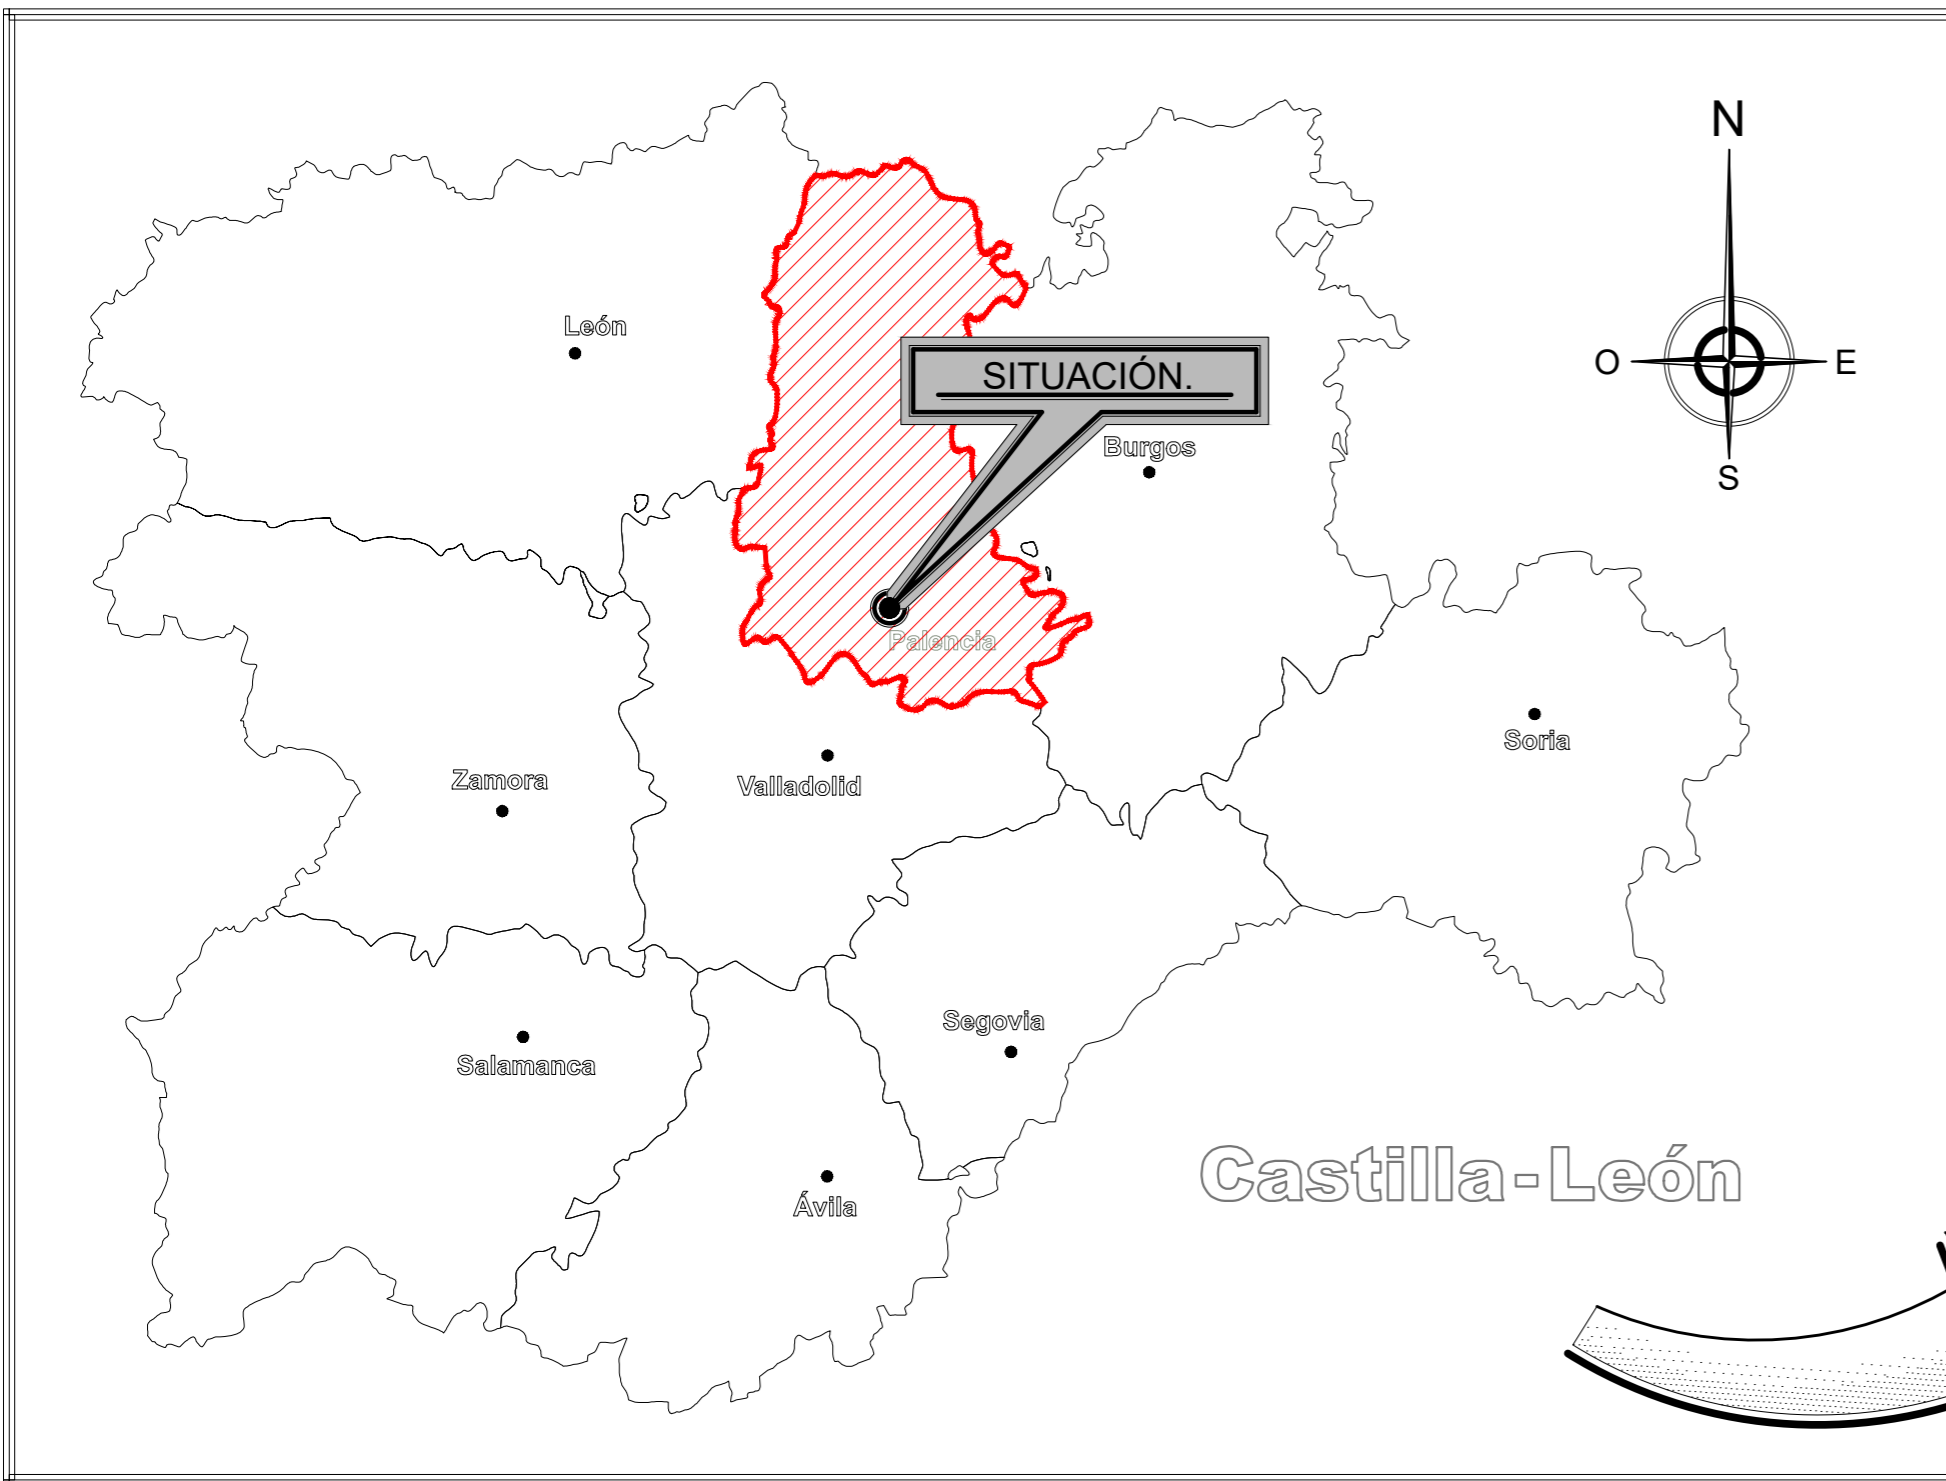 N
León
O
E
SITUACIÓN.
Burgos
S
Palencia
Soria
Zamora
Valladolid
Segovia
Salamanca
Castilla-León
Ávila